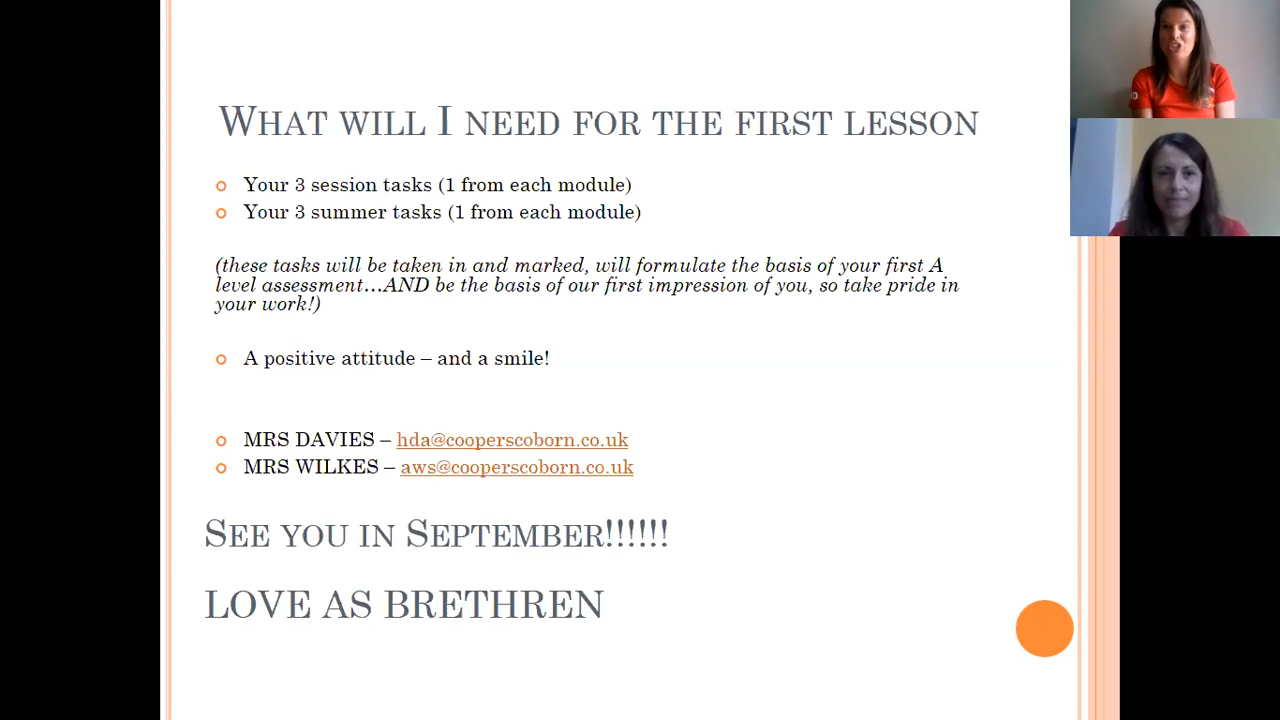 WHAT WILL I NEED FOR THE FIRST LESSON
Your 3 session tasks (1 from each module)
Your 3 summer tasks (1 from each module)
(these tasks will be taken in and marked, will formulate the basis of your first A
level assessment…AND be the basis of our first impression of you, so take pride in
your work!)
A positive attitude – and a smile!
MRS DAVIES – hda@cooperscoborn.co.uk
MRS WILKES – aws@cooperscoborn.co.uk
SEE YOU IN SEPTEMBER!!!!!!
LOVE AS BRETHREN